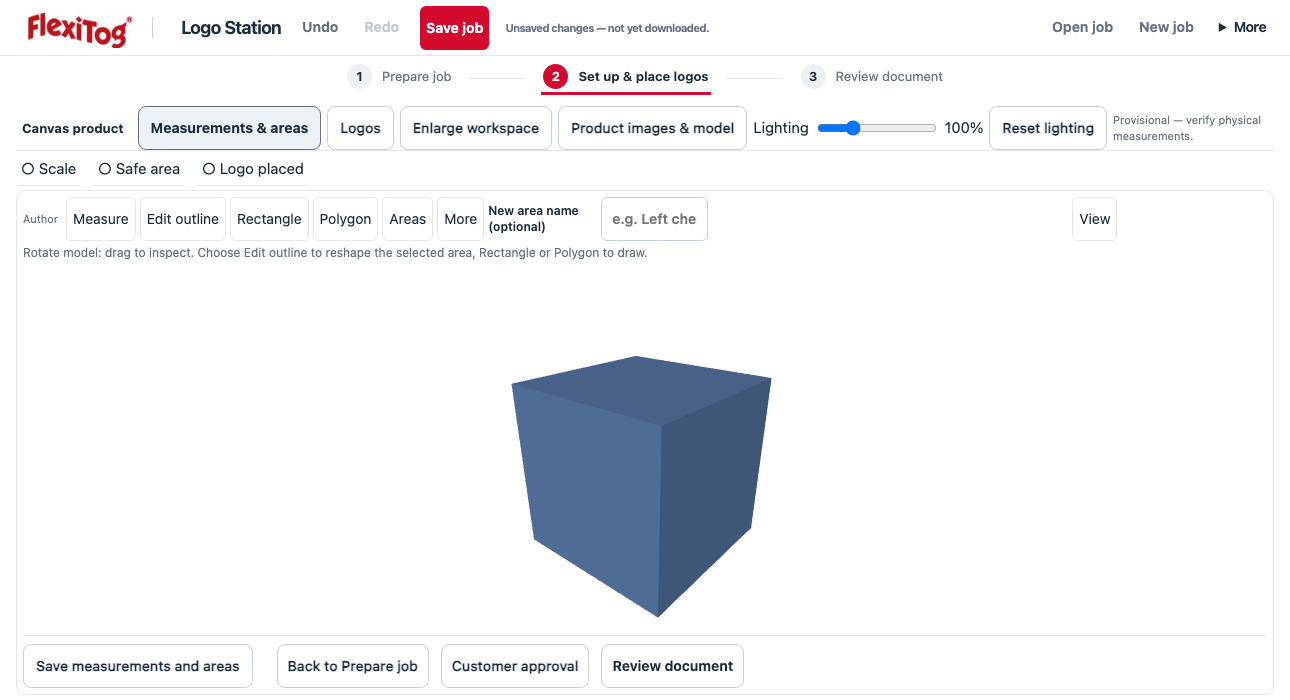 FlexiTog®
Logo Station
Undo
Redo
Save job
Unsaved changes — not yet downloaded.
Open job
New job
▶ More
1 Prepare job
2 Set up & place logos
3 Review document
Canvas product
Measurements & areas
Logos
Enlarge workspace
Product images & model
Lighting
100%
Reset lighting
Provisional — verify physical
measurements.
Scale
Safe area
Logo placed
Author
Measure
Edit outline
Rectangle
Polygon
Areas
More
New area name
(optional)
e.g. Left che
View
Rotate model: drag to inspect. Choose Edit outline to reshape the selected area, Rectangle or Polygon to draw.
Save measurements and areas
Back to Prepare job
Customer approval
Review document